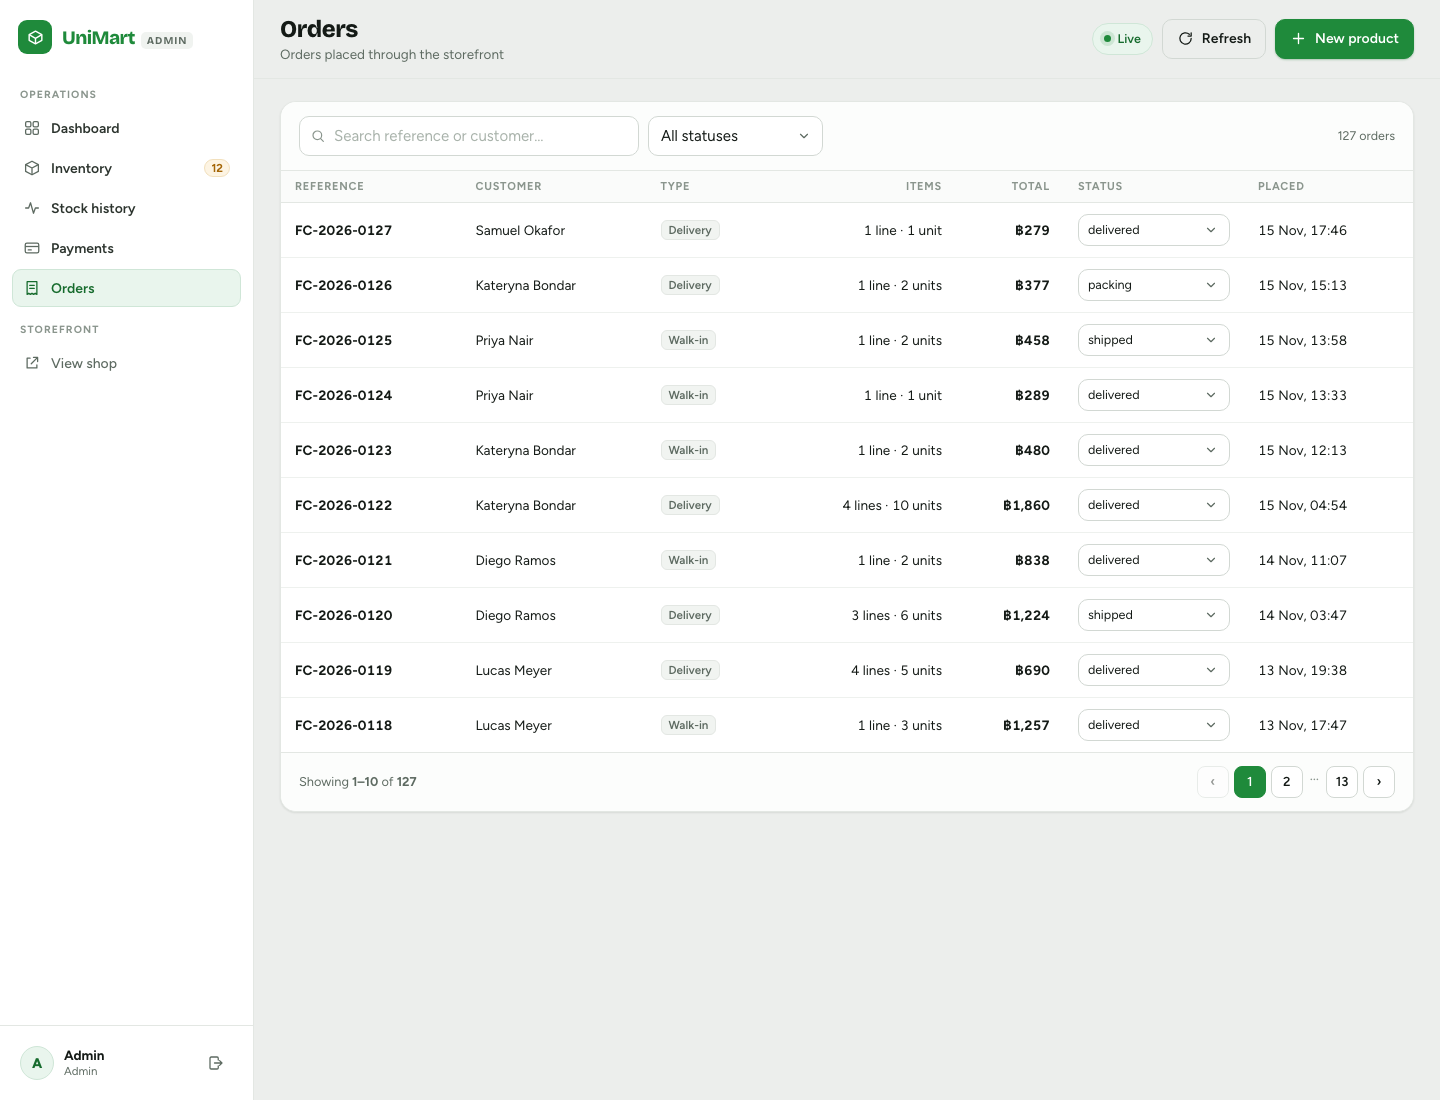 UniMart ADMIN
OPERATIONS
Dashboard
Inventory 12
Stock history
Payments
Orders
STOREFRONT
View shop
A
Admin
Admin
Orders
Orders placed through the storefront
Live
Refresh
New product
Search reference or customer...
All statuses
127 orders
REFERENCE CUSTOMER TYPE ITEMS TOTAL STATUS PLACED
FC-2026-0127 Samuel Okafor Delivery 1 line · 1 unit ฿279 delivered 15 Nov, 17:46
FC-2026-0126 Kateryna Bondar Delivery 1 line · 2 units ฿377 packing 15 Nov, 15:13
FC-2026-0125 Priya Nair Walk-in 1 line · 2 units ฿458 shipped 15 Nov, 13:58
FC-2026-0124 Priya Nair Walk-in 1 line · 1 unit ฿289 delivered 15 Nov, 13:33
FC-2026-0123 Kateryna Bondar Walk-in 1 line · 2 units ฿480 delivered 15 Nov, 12:13
FC-2026-0122 Kateryna Bondar Delivery 4 lines · 10 units ฿1,860 delivered 15 Nov, 04:54
FC-2026-0121 Diego Ramos Walk-in 1 line · 2 units ฿838 delivered 14 Nov, 11:07
FC-2026-0120 Diego Ramos Delivery 3 lines · 6 units ฿1,224 shipped 14 Nov, 03:47
FC-2026-0119 Lucas Meyer Delivery 4 lines · 5 units ฿690 delivered 13 Nov, 19:38
FC-2026-0118 Lucas Meyer Walk-in 1 line · 3 units ฿1,257 delivered 13 Nov, 17:47
Showing 1–10 of 127
‹ 1 2 … 13 ›